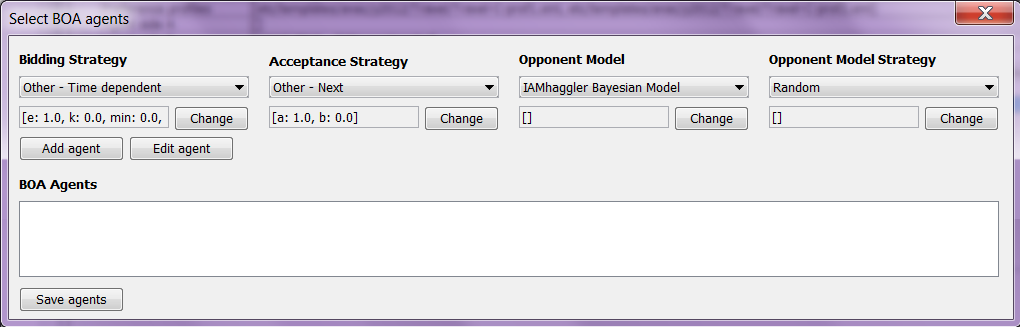 Select BOA agents
Bidding Strategy Acceptance Strategy Opponent Model Opponent Model Strategy
Other - Time dependent Other - Next IAMhaggler Bayesian Model Random
[e: 1.0, k: 0.0, min: 0.0, Change [a: 1.0, b: 0.0] Change [] Change [] Change
Add agent Edit agent
BOA Agents
Save agents